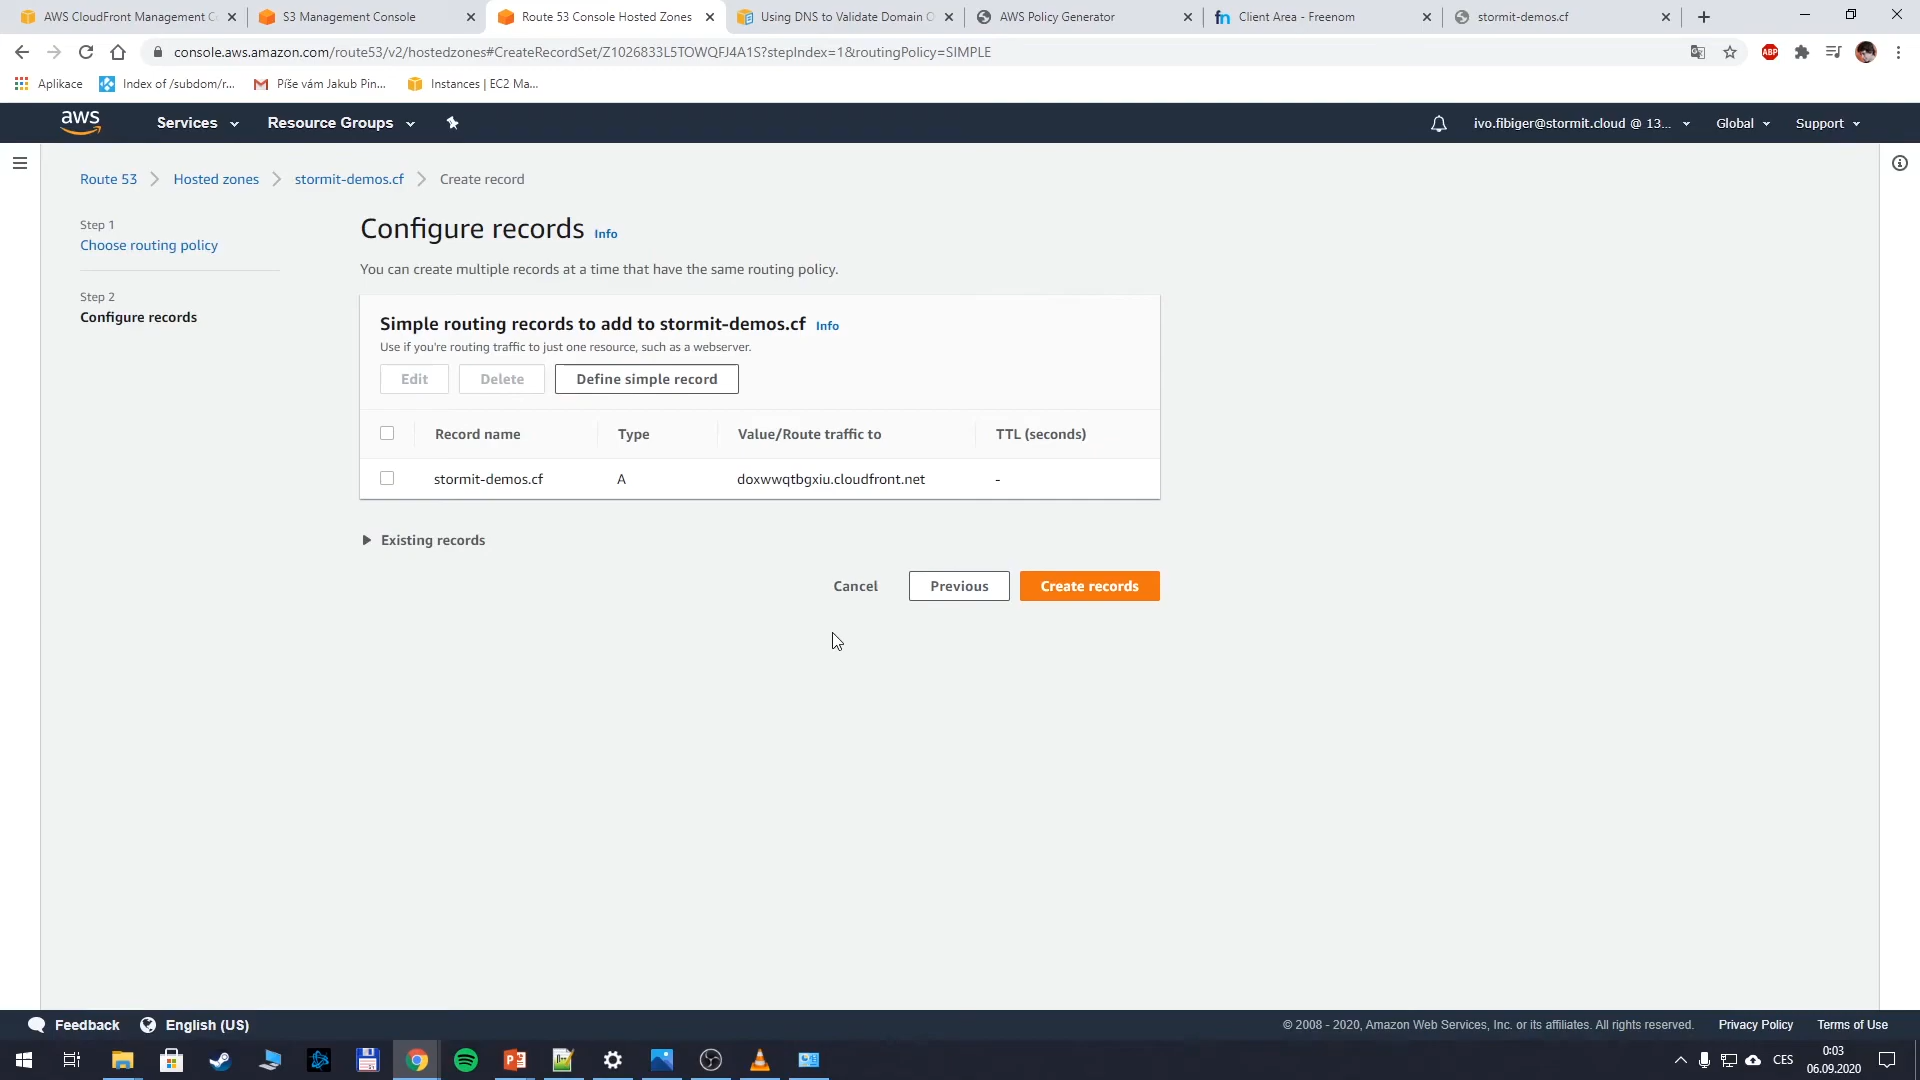 AWS CloudFront Management C
S3 Management Console
Route 53 Console Hosted Zones
Using DNS to Validate Domain O
AWS Policy Generator
fn Client Area - Freenom
stormit-demos.cf
console.aws.amazon.com/route53/v2/hostedzones#CreateRecordSet/Z1026833L5TOWQFJ4A1S?stepIndex=1&routingPolicy=SIMPLE
ABP
Aplikace
Index of /subdom/r...
Píše vám Jakub Pin...
Instances | EC2 Ma...
aws
Services
Resource Groups
ivo.fibiger@stormit.cloud @ 13...
Global
Support
Route 53
Hosted zones
stormit-demos.cf
Create record
Step 1
Choose routing policy
Step 2
Configure records
Configure records Info
You can create multiple records at a time that have the same routing policy.
Simple routing records to add to stormit-demos.cf Info
Use if you're routing traffic to just one resource, such as a webserver.
Edit
Delete
Define simple record
Record name
Type
Value/Route traffic to
TTL (seconds)
stormit-demos.cf
A
doxwwqtbgxiu.cloudfront.net
-
Existing records
Cancel
Previous
Create records
Feedback
English (US)
© 2008 - 2020, Amazon Web Services, Inc. or its affiliates. All rights reserved.
Privacy Policy
Terms of Use
CES
0:03
06.09.2020